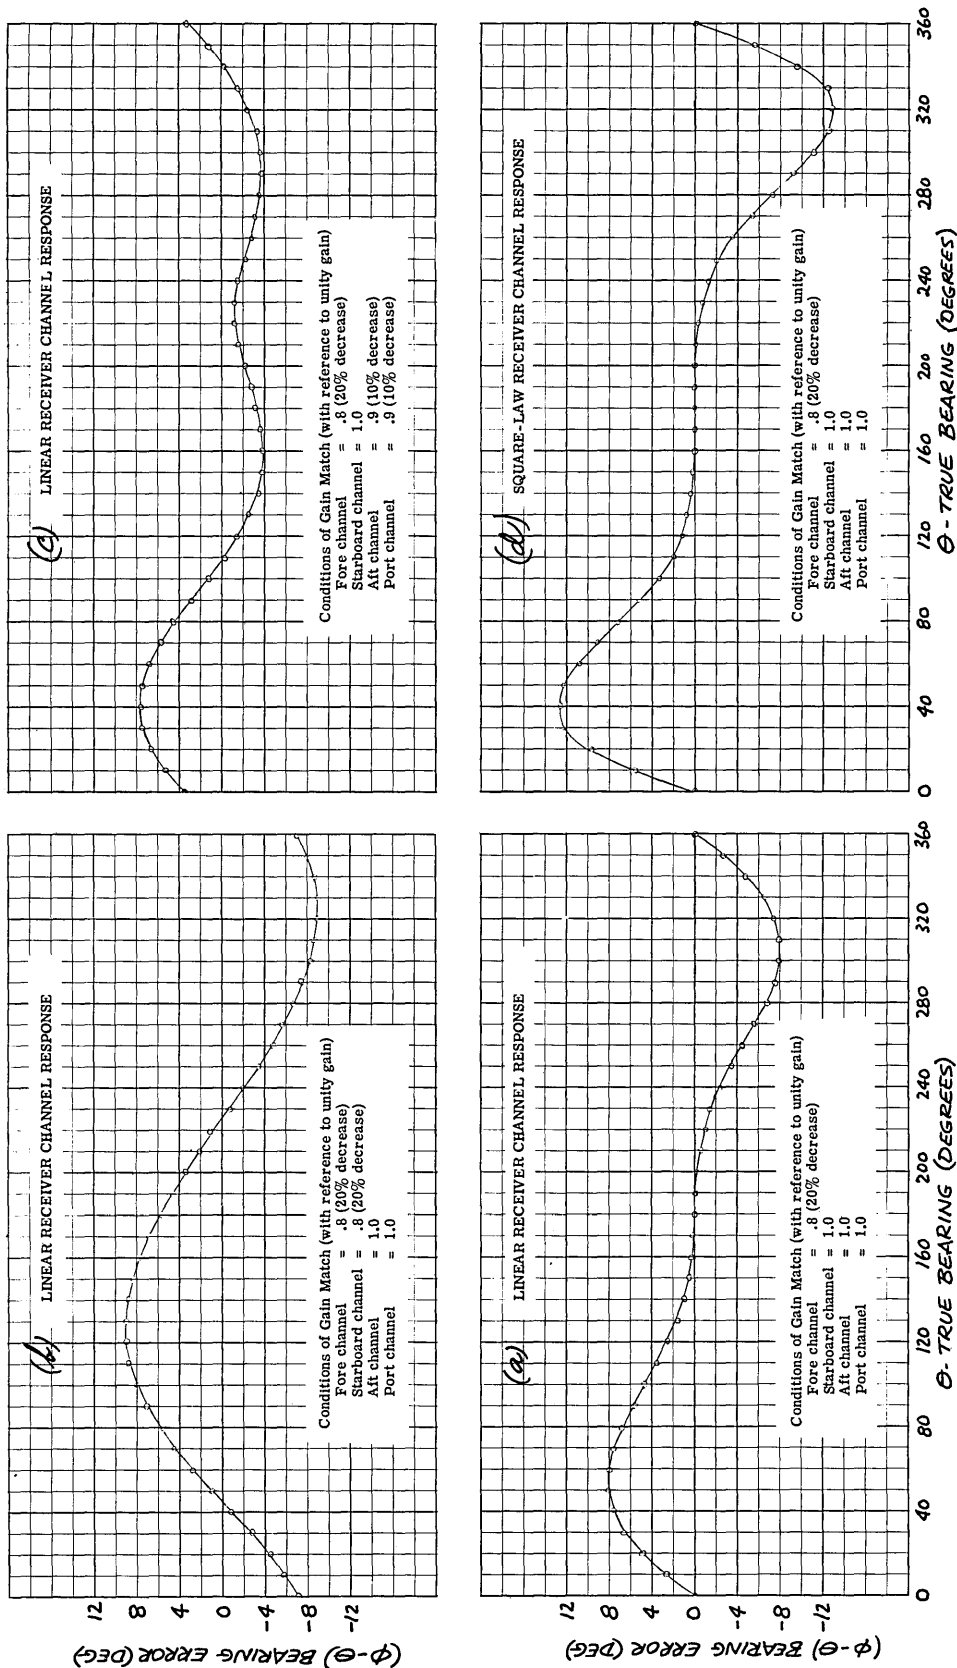 (b)
LINEAR RECEIVER CHANNEL RESPONSE
Conditions of Gain Match (with reference to unity gain)
Fore channel = .8 (20% decrease)
Starboard channel = .8 (20% decrease)
Aft channel = 1.0
Port channel = 1.0
12
8
4
0
-4
-8
-12
(Φ-Θ) BEARING ERROR (DEG)
(c)
LINEAR RECEIVER CHANNEL RESPONSE
Conditions of Gain Match (with reference to unity gain)
Fore channel = .8 (20% decrease)
Starboard channel = 1.0
Aft channel = .9 (10% decrease)
Port channel = .9 (10% decrease)
(a)
LINEAR RECEIVER CHANNEL RESPONSE
Conditions of Gain Match (with reference to unity gain)
Fore channel = .8 (20% decrease)
Starboard channel = 1.0
Aft channel = 1.0
Port channel = 1.0
12
8
4
0
-4
-8
-12
(Φ-Θ) BEARING ERROR (DEG)
0 40 80 120 160 200 240 280 320 360
Θ- TRUE BEARING (DEGREES)
(d)
SQUARE-LAW RECEIVER CHANNEL RESPONSE
Conditions of Gain Match (with reference to unity gain)
Fore channel = .8 (20% decrease)
Starboard channel = 1.0
Aft channel = 1.0
Port channel = 1.0
0 40 80 120 160 200 240 280 320 360
Θ- TRUE BEARING (DEGREES)